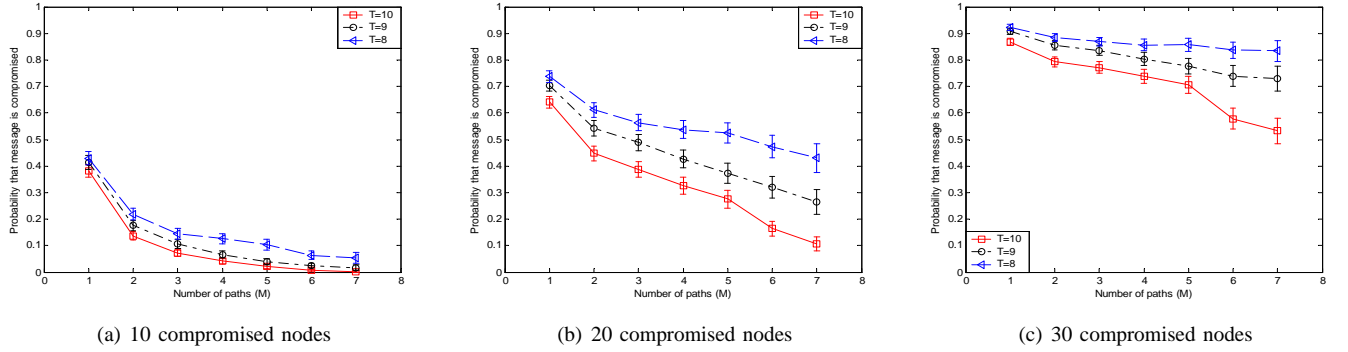 1
0.9
0.8
0.7
0.6
0.5
0.4
0.3
0.2
0.1
0
0 1 2 3 4 5 6 7 8
Number of paths (M)
Probability that message is compromised
T=10
T=9
T=8
(a) 10 compromised nodes
1
0.9
0.8
0.7
0.6
0.5
0.4
0.3
0.2
0.1
0
0 1 2 3 4 5 6 7 8
Number of paths (M)
Probability that message is compromised
T=10
T=9
T=8
(b) 20 compromised nodes
1
0.9
0.8
0.7
0.6
0.5
0.4
0.3
0.2
0.1
0
0 1 2 3 4 5 6 7 8
Number of paths (M)
Probability that message is compromised
T=10
T=9
T=8
(c) 30 compromised nodes